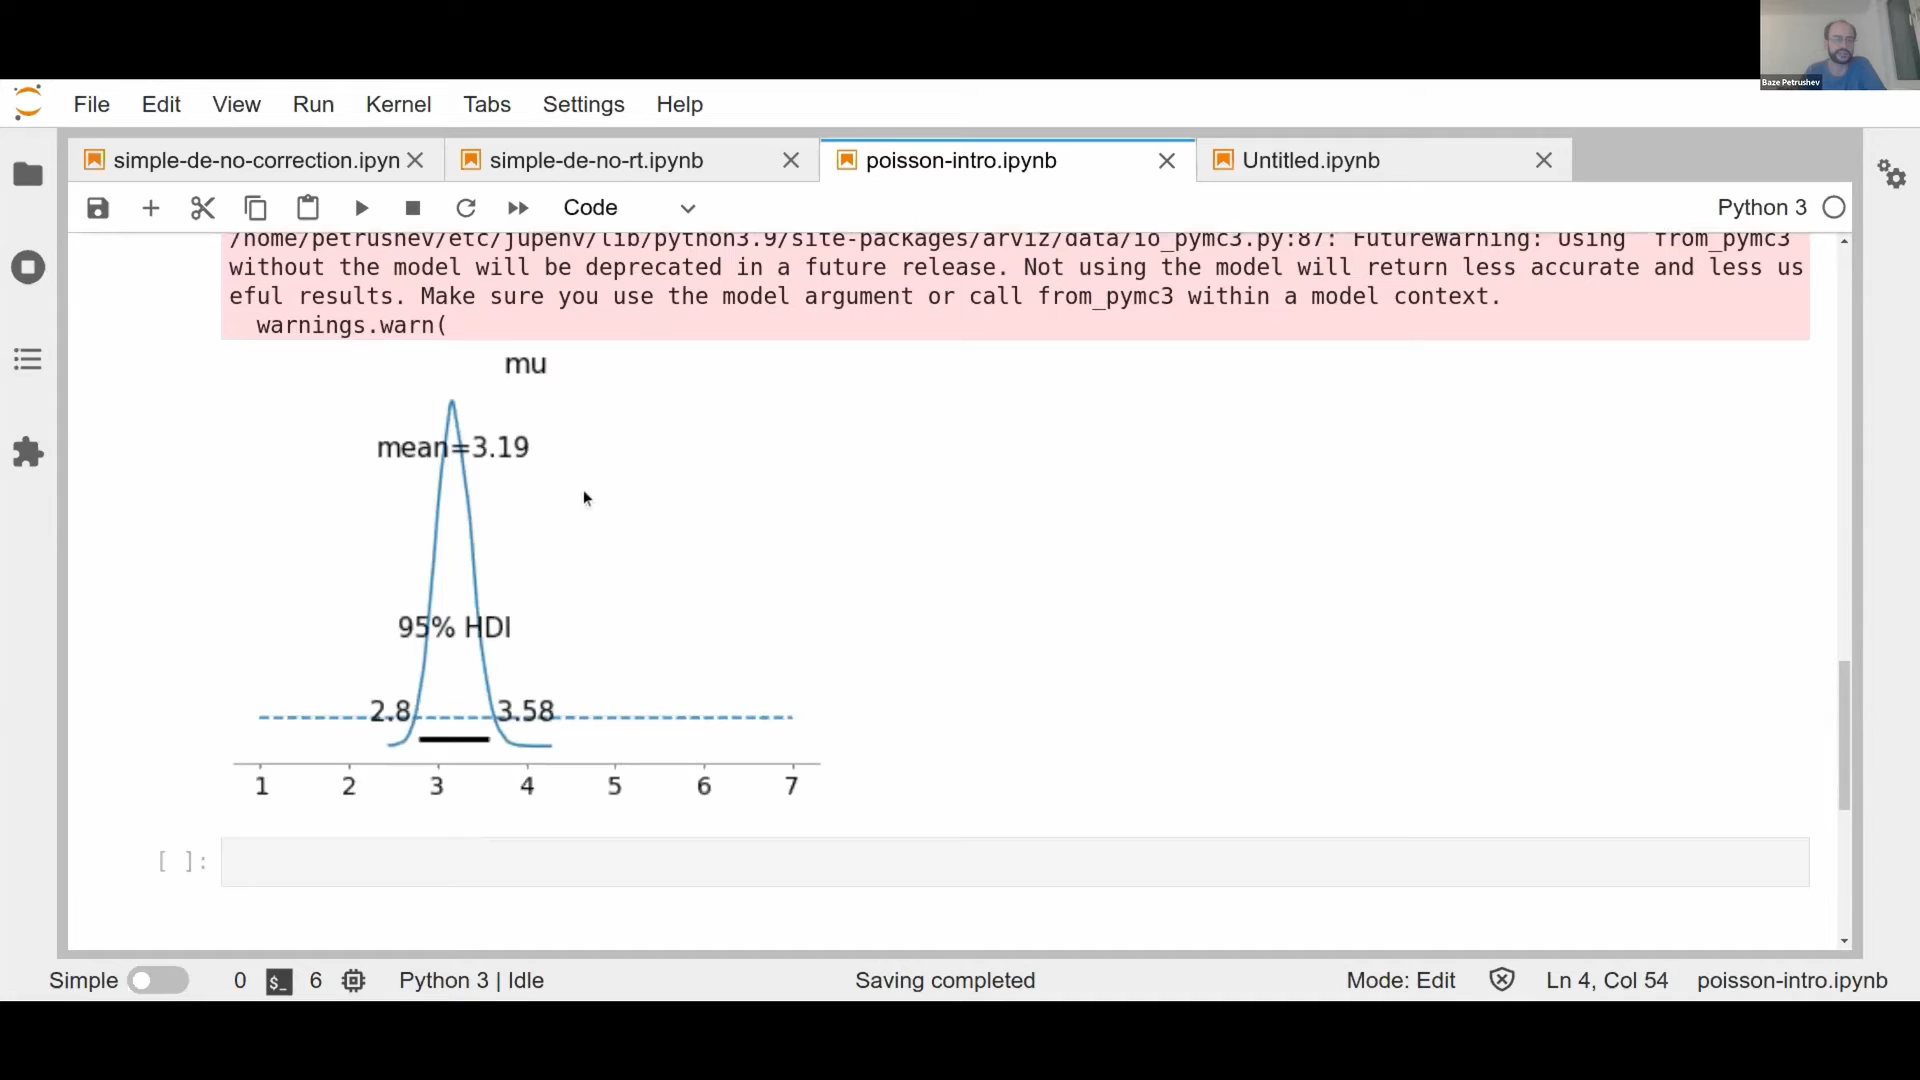 Baze Petrushev
File Edit View Run Kernel Tabs Settings Help
simple-de-no-correction.ipyn simple-de-no-rt.ipynb poisson-intro.ipynb Untitled.ipynb
Code Python 3
/home/petrushev/etc/jupenv/lib/python3.9/site-packages/arviz/data/io_pymc3.py:87: FutureWarning: Using `from_pymc3`
without the model will be deprecated in a future release. Not using the model will return less accurate and less us
eful results. Make sure you use the model argument or call from_pymc3 within a model context.
warnings.warn(
mu
mean=3.19
95% HDI
2.8 3.58
1 2 3 4 5 6 7
[ ]:
Simple 0 $_ 6 Python 3 | Idle Saving completed Mode: Edit Ln 4, Col 54 poisson-intro.ipynb